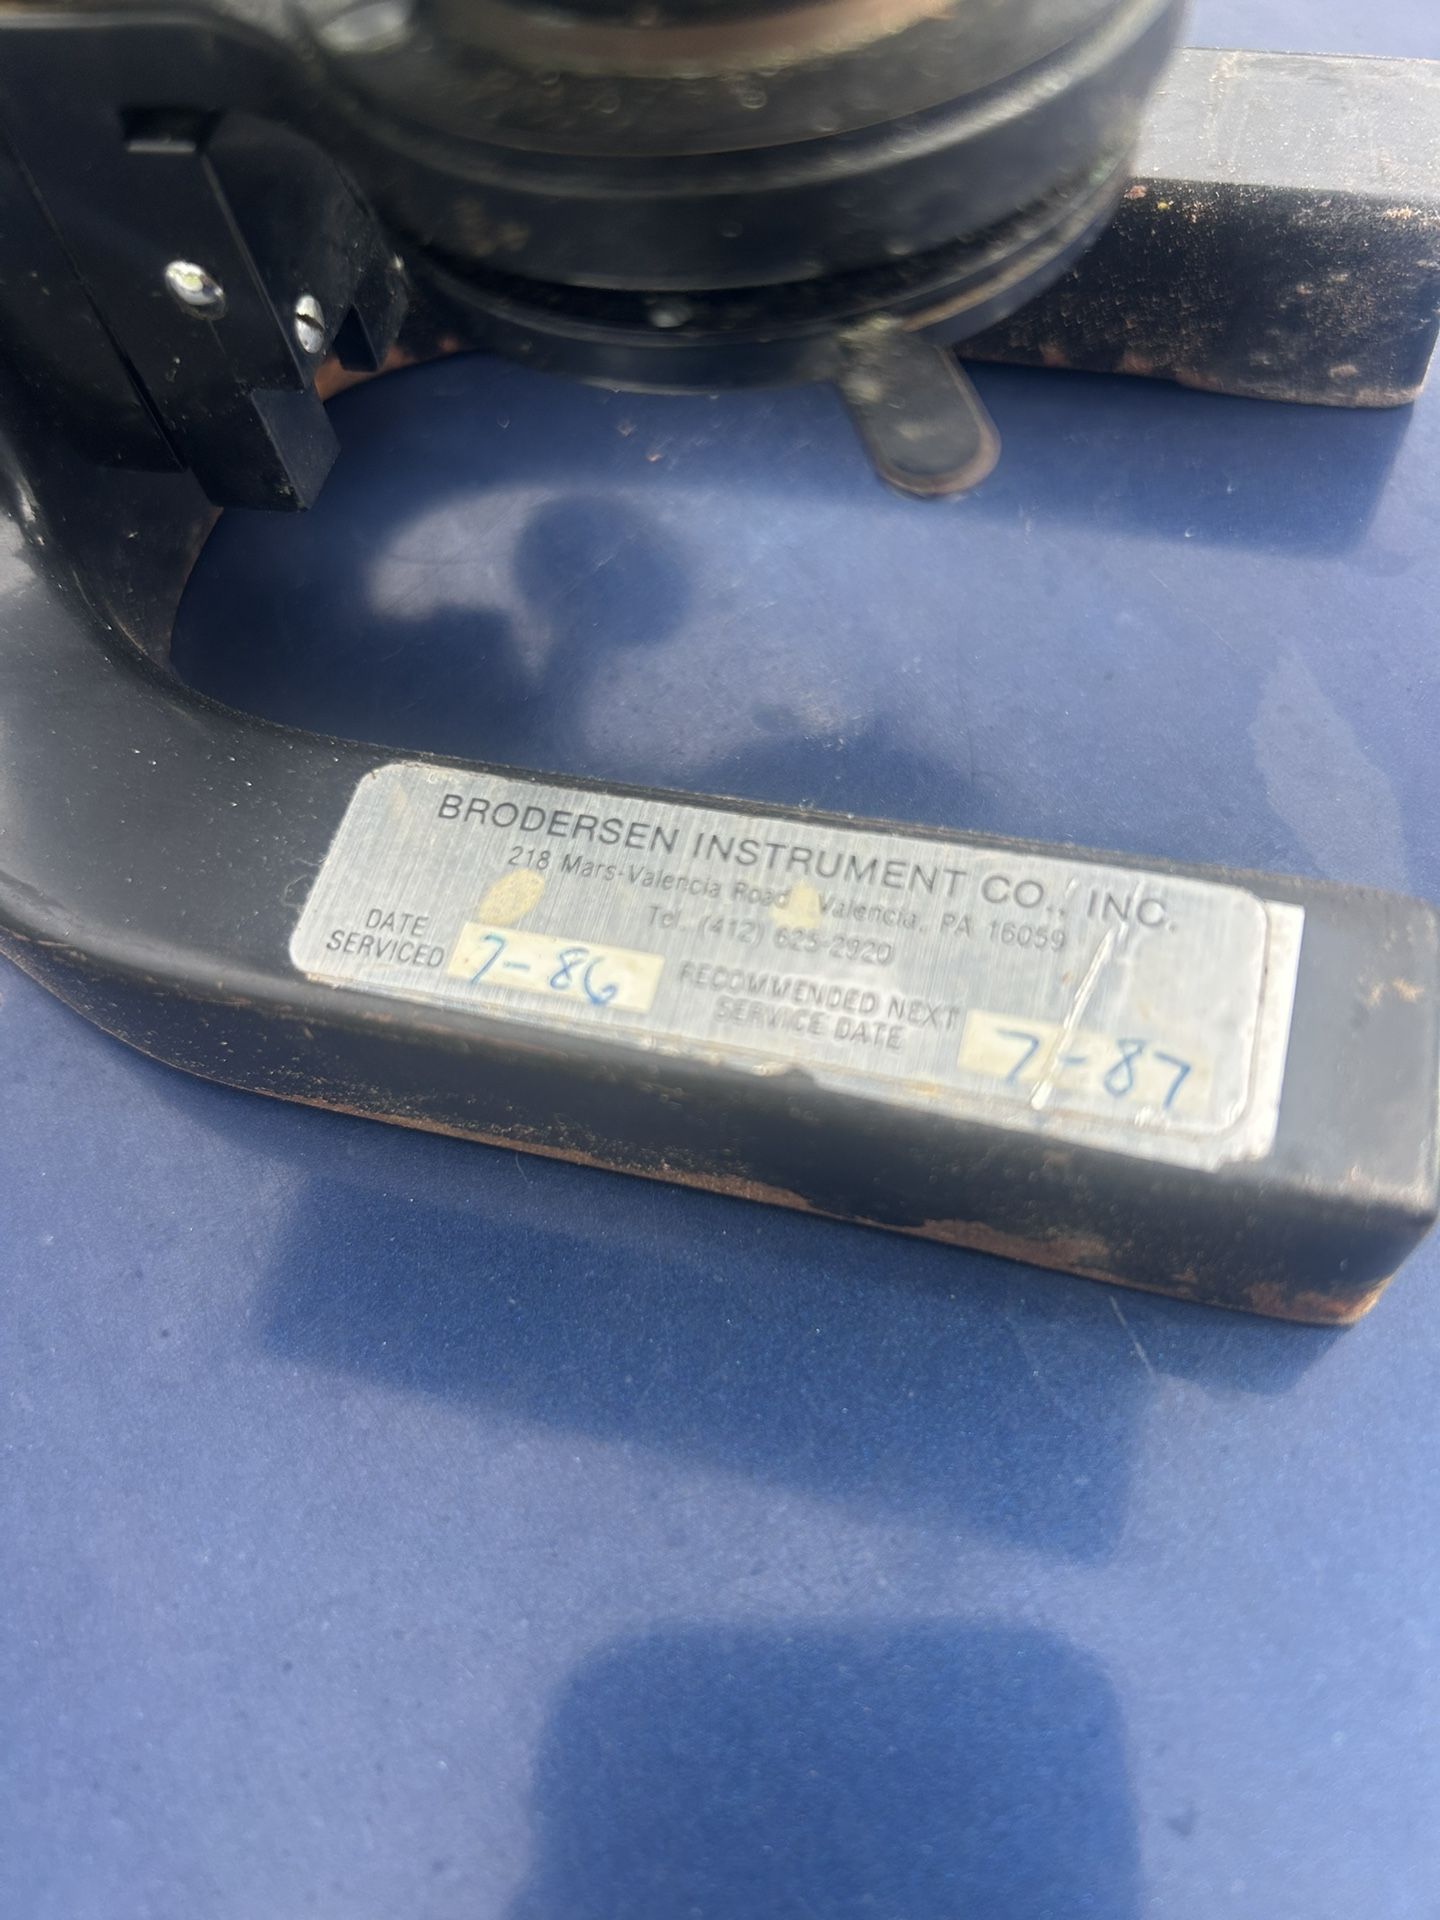 BRODERSEN INSTRUMENT CO., INC.
218 Mars-Valencia Road Valencia, PA 16059
Tel. (412) 625-2920
DATE
SERVICED 7-86
RECOMMENDED NEXT
SERVICE DATE 7-87